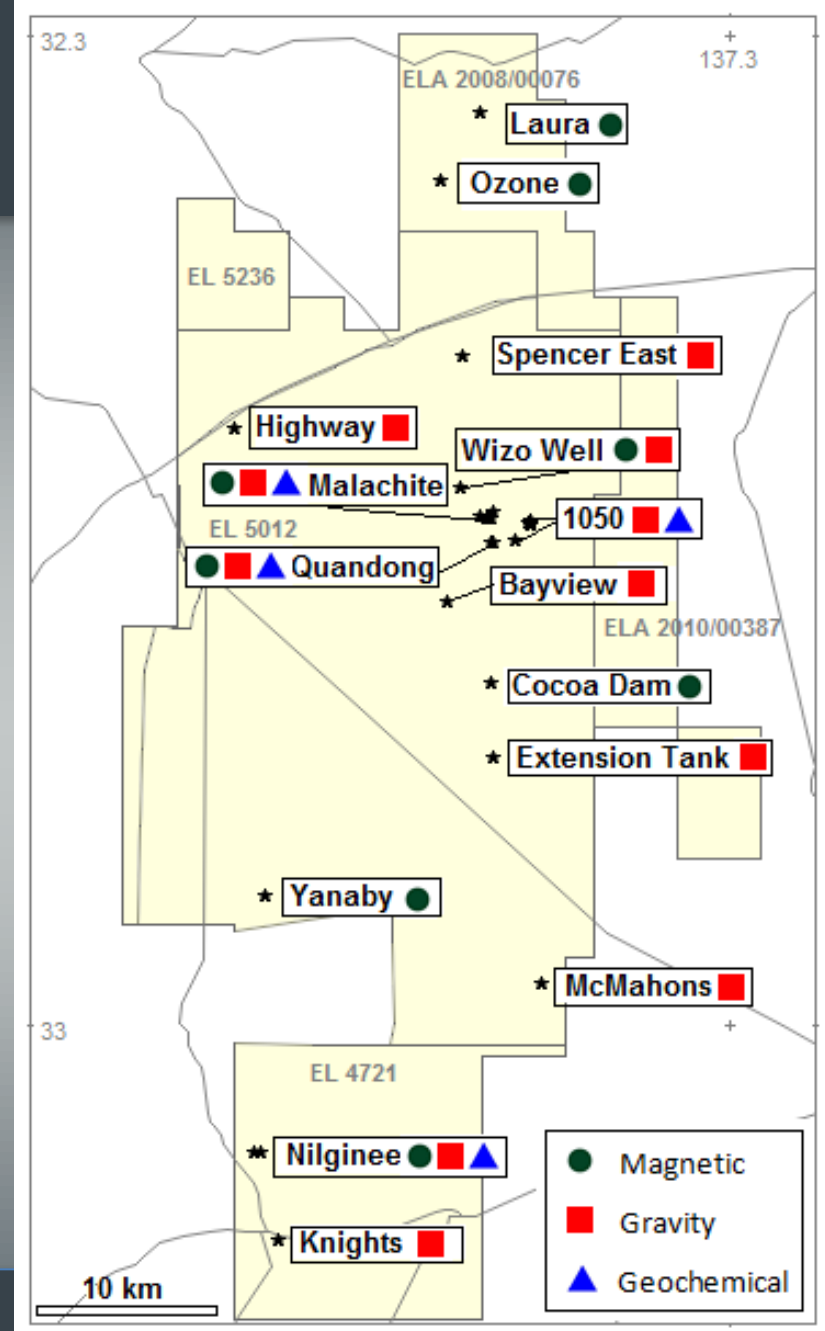 32.3
137.3
ELA 2008/00076
Laura
Ozone
EL 5236
Spencer East
Highway
Wizo Well
Malachite
1050
EL 5012
Quandong
Bayview
ELA 2010/00387
Cocoa Dam
Extension Tank
Yanaby
McMahons
33
EL 4721
Nilginee
Magnetic
Gravity
Knights
Geochemical
10 km